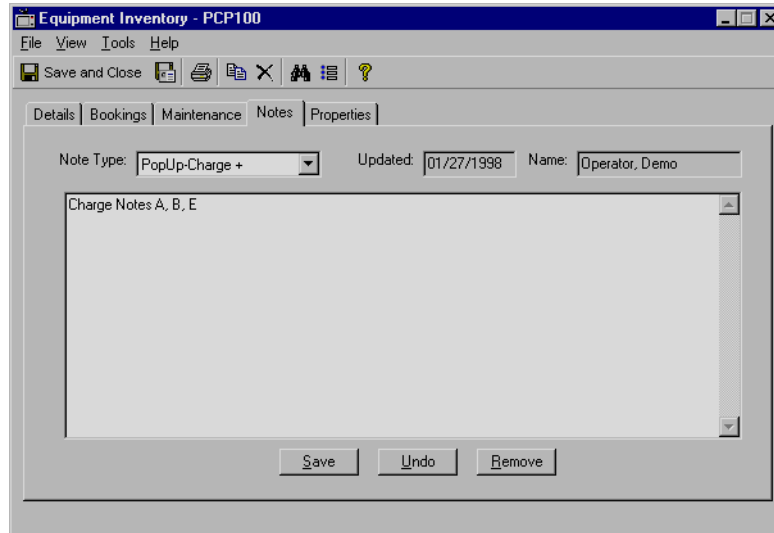 Equipment Inventory - PCP100
File View Tools Help
Save and Close
Details Bookings Maintenance Notes Properties
Note Type: PopUp-Charge + Updated: 01/27/1998 Name: Operator, Demo
Charge Notes A, B, E
Save Undo Remove